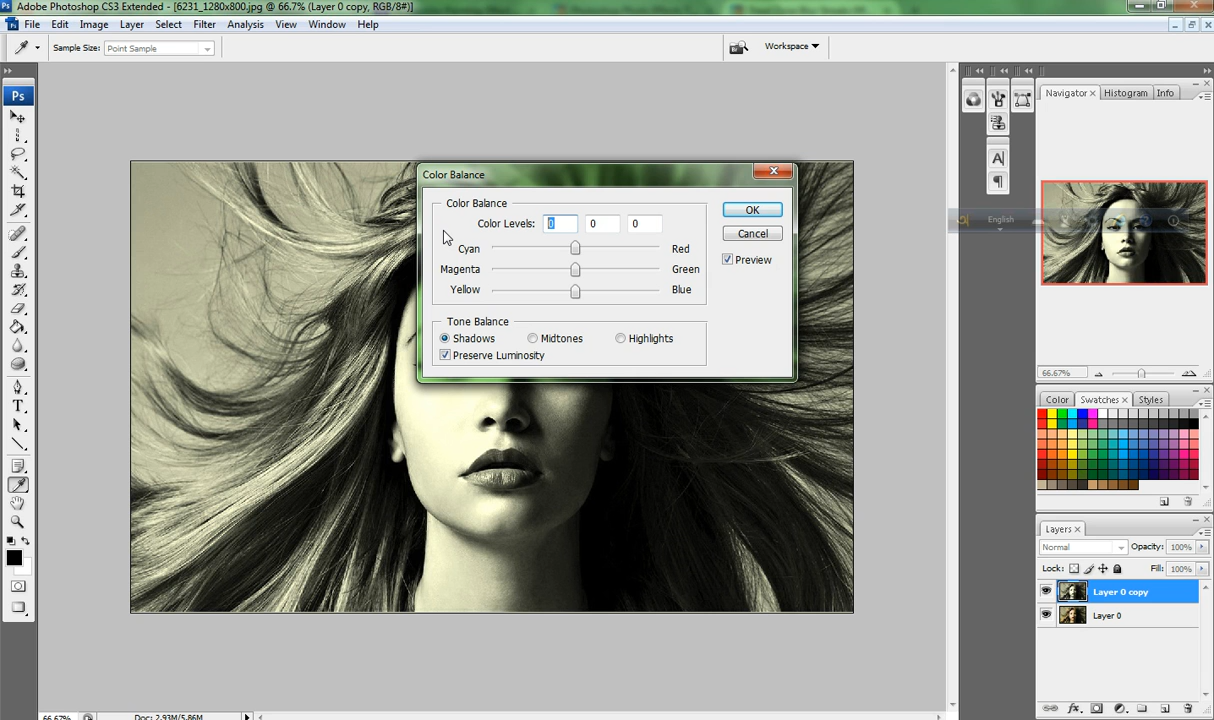 Adobe Photoshop CS3 Extended - [6231_1280x800.jpg @ 66.7% (Layer 0 copy, RGB/8#)]
File Edit Image Layer Select Filter Analysis View Window Help
Sample Size: Point Sample
Workspace
Ps
Navigator Histogram Info
English
66.67%
Color Balance
Color Balance
Color Levels: 0 0 0
Cyan Red
Magenta Green
Yellow Blue
Tone Balance
Shadows Midtones Highlights
Preserve Luminosity
OK
Cancel
Preview
Color Swatches Styles
Layers
Normal Opacity: 100%
Lock: Fill: 100%
Layer 0 copy
Layer 0
66.67% Doc: 2.93M/5.86M